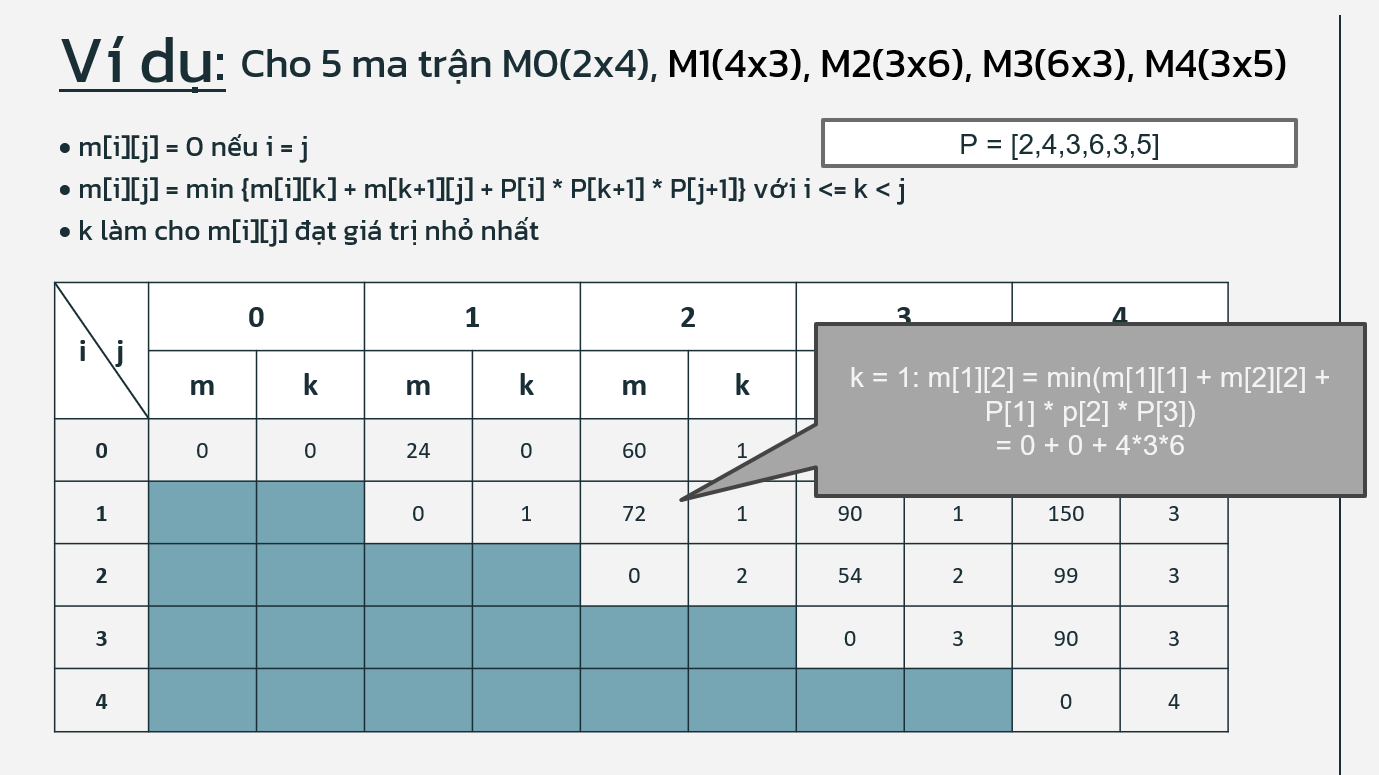 Ví dụ: Cho 5 ma trận M0(2x4), M1(4x3), M2(3x6), M3(6x3), M4(3x5)
• m[i][j] = 0 nếu i = j
P = [2,4,3,6,3,5]
• m[i][j] = min {m[i][k] + m[k+1][j] + P[i] * P[k+1] * P[j+1]} với i <= k < j
• k làm cho m[i][j] đạt giá trị nhỏ nhất
i j 0 1 2 3 4
m k m k m k
k = 1: m[1][2] = min(m[1][1] + m[2][2] +
P[1] * p[2] * P[3])
= 0 + 0 + 4*3*6
0 0 0 24 0 60 1
1 0 1 72 1 90 1 150 3
2 0 2 54 2 99 3
3 0 3 90 3
4 0 4